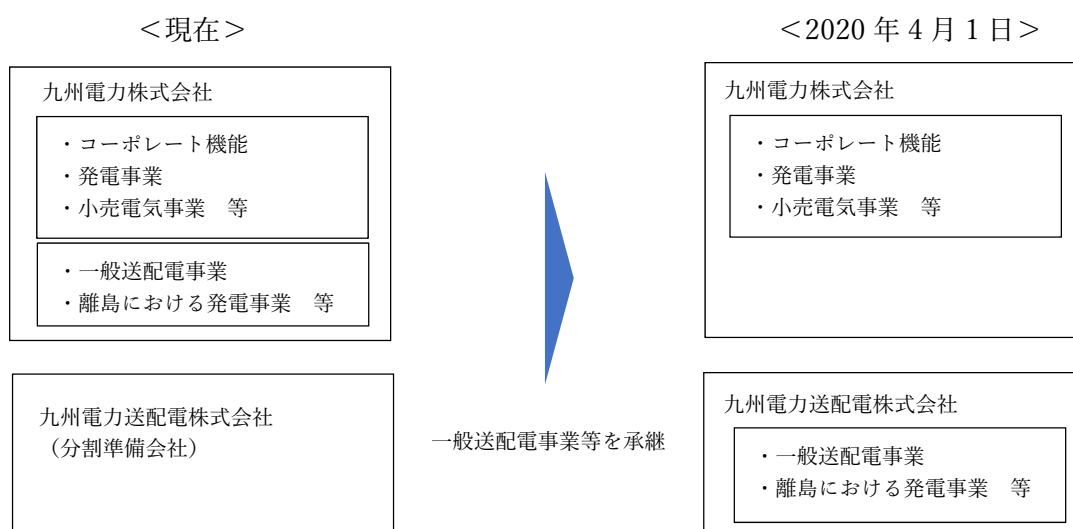 ＜現在＞
九州電力株式会社
・コーポレート機能
・発電事業
・小売電気事業　等
・一般送配電事業
・離島における発電事業　等
九州電力送配電株式会社
（分割準備会社）
一般送配電事業等を承継
＜2020 年 4 月 1 日＞
九州電力株式会社
・コーポレート機能
・発電事業
・小売電気事業　等
九州電力送配電株式会社
・一般送配電事業
・離島における発電事業　等